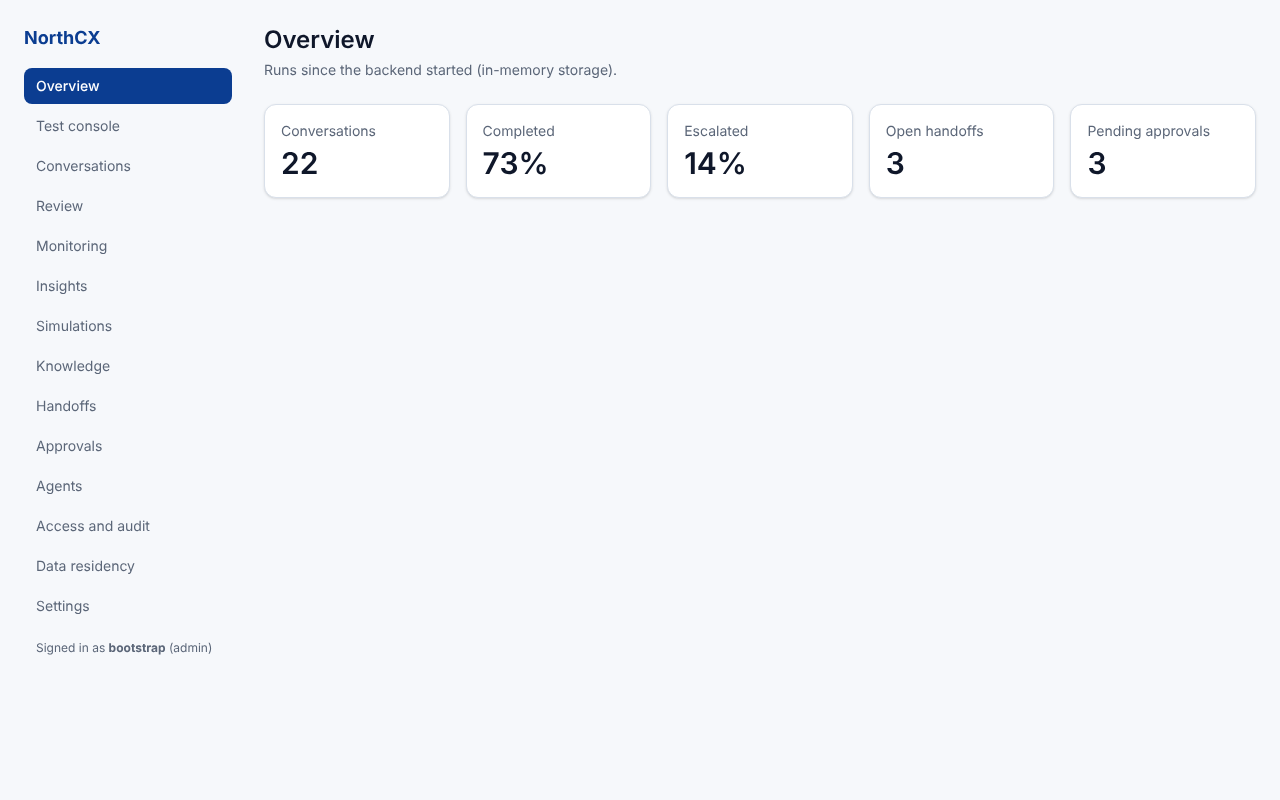 NorthCX
Overview
Test console
Conversations
Review
Monitoring
Insights
Simulations
Knowledge
Handoffs
Approvals
Agents
Access and audit
Data residency
Settings
Signed in as bootstrap (admin)
Overview
Runs since the backend started (in-memory storage).
Conversations
22
Completed
73%
Escalated
14%
Open handoffs
3
Pending approvals
3